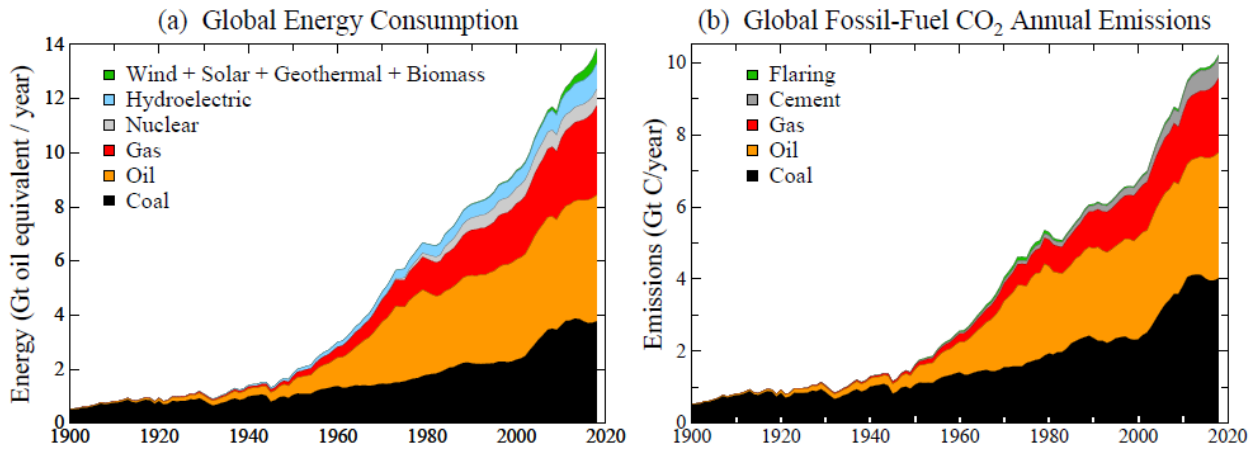 (a) Global Energy Consumption
Energy (Gt oil equivalent / year)
14
12
10
8
6
4
2
0
Wind + Solar + Geothermal + Biomass
Hydroelectric
Nuclear
Gas
Oil
Coal
1900 1920 1940 1960 1980 2000 2020
(b) Global Fossil-Fuel CO₂ Annual Emissions
Emissions (Gt C/year)
10
8
6
4
2
0
Flaring
Cement
Gas
Oil
Coal
1900 1920 1940 1960 1980 2000 2020